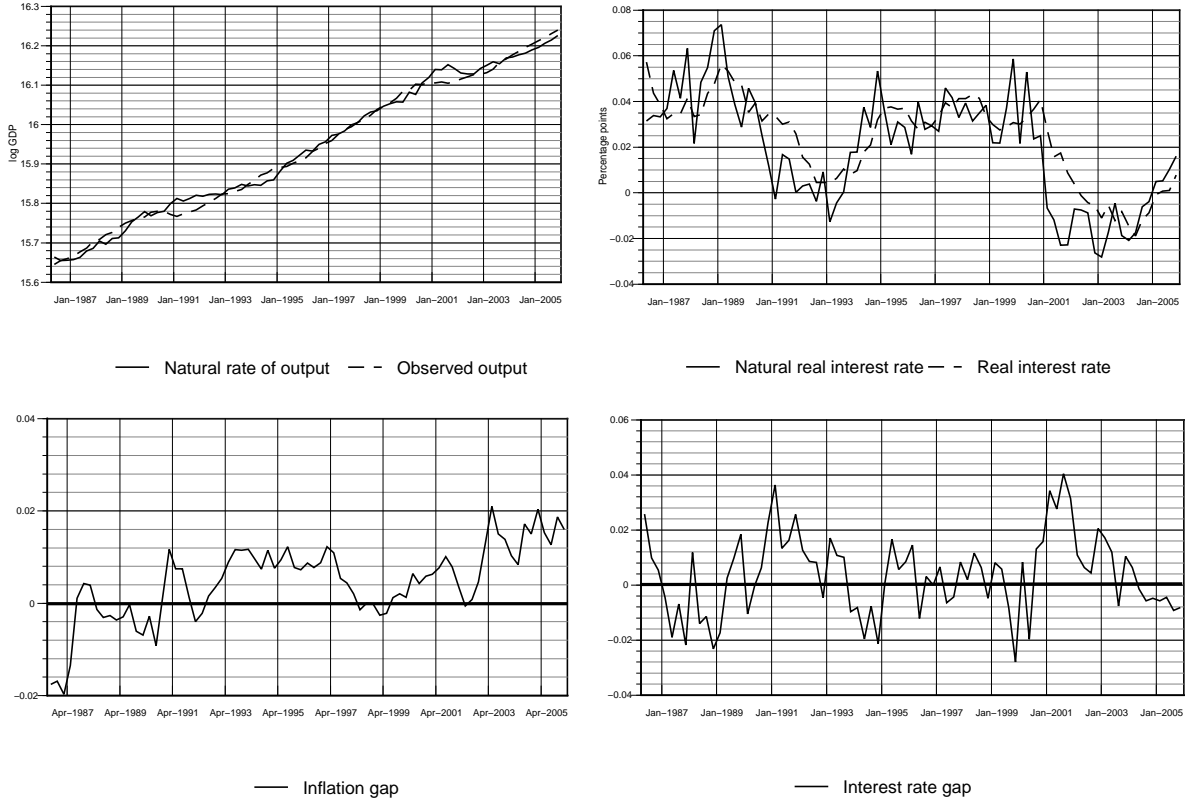 16.3
16.2
16.1
16
15.9
15.8
15.7
15.6
log GDP
Jan−1987 Jan−1989 Jan−1991 Jan−1993 Jan−1995 Jan−1997 Jan−1999 Jan−2001 Jan−2003 Jan−2005
Natural rate of output Observed output
0.08
0.06
0.04
0.02
0
−0.02
−0.04
Percentage points
Jan−1987 Jan−1989 Jan−1991 Jan−1993 Jan−1995 Jan−1997 Jan−1999 Jan−2001 Jan−2003 Jan−2005
Natural real interest rate Real interest rate
0.04
0.02
0
−0.02
Apr−1987 Apr−1989 Apr−1991 Apr−1993 Apr−1995 Apr−1997 Apr−1999 Apr−2001 Apr−2003 Apr−2005
Inflation gap
0.06
0.04
0.02
0
−0.02
−0.04
Jan−1987 Jan−1989 Jan−1991 Jan−1993 Jan−1995 Jan−1997 Jan−1999 Jan−2001 Jan−2003 Jan−2005
Interest rate gap